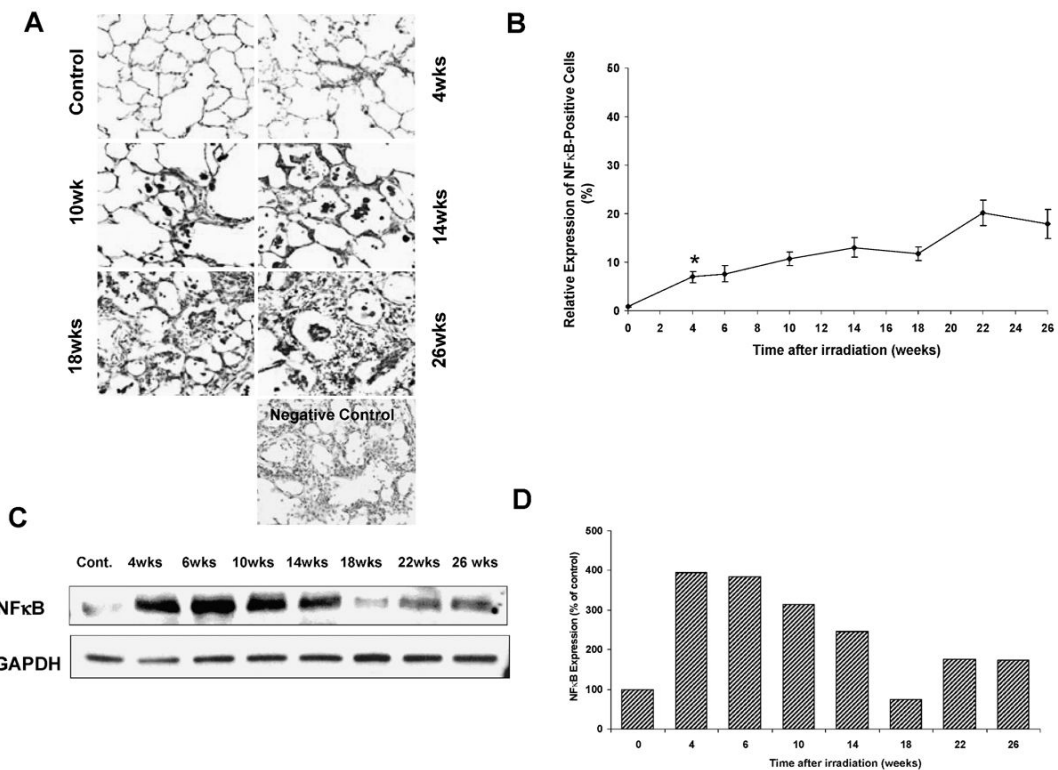 A
Control
4wks
10wk
14wks
18wks
26wks
Negative Control
B
Relative Expression of NFκB-Positive Cells
(%)
60
50
40
30
20
10
0
*
0 2 4 6 8 10 12 14 16 18 20 22 24 26
Time after irradiation (weeks)
C
Cont. 4wks 6wks 10wks 14wks 18wks 22wks 26 wks
NFκB
GAPDH
D
NFκB Expression (% of control)
500
400
300
200
100
0
0 4 6 10 14 18 22 26
Time after irradiation (weeks)